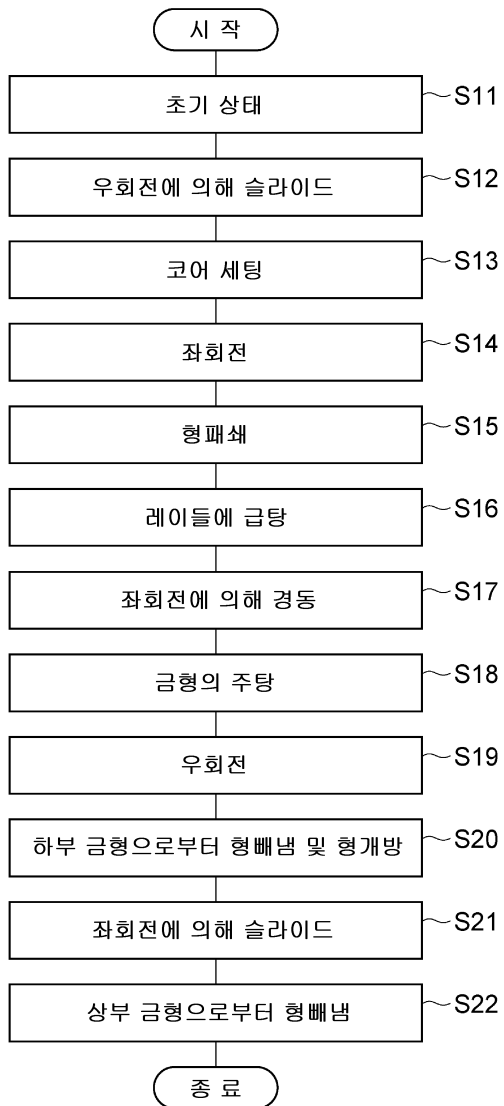 시 작
초기 상태
S11
우회전에 의해 슬라이드
S12
코어 세팅
S13
좌회전
S14
형패쇄
S15
레이들에 급탕
S16
좌회전에 의해 경동
S17
금형의 주탕
S18
우회전
S19
하부 금형으로부터 형빼냄 및 형개방
S20
좌회전에 의해 슬라이드
S21
상부 금형으로부터 형빼냄
S22
종 료